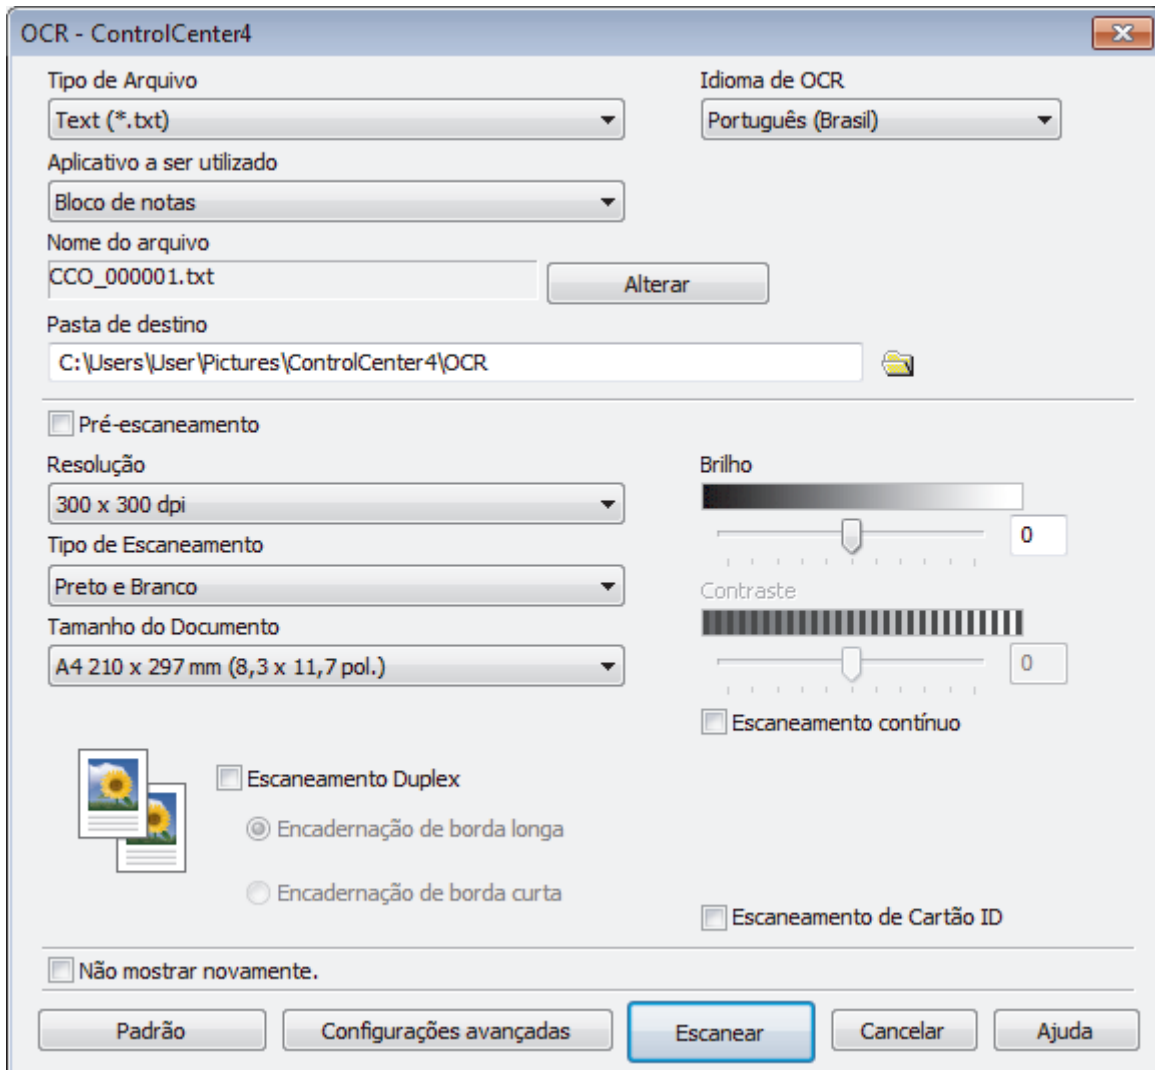 OCR - ControlCenter4
Tipo de Arquivo
Idioma de OCR
Text (*.txt)
Português (Brasil)
Aplicativo a ser utilizado
Bloco de notas
Nome do arquivo
CCO_000001.txt
Alterar
Pasta de destino
C:\Users\User\Pictures\ControlCenter4\OCR
Pré-escaneamento
Resolução
Brilho
300 x 300 dpi
0
Tipo de Escaneamento
Preto e Branco
Contraste
Tamanho do Documento
A4 210 x 297 mm (8,3 x 11,7 pol.)
0
Escaneamento contínuo
Escaneamento Duplex
Encadernação de borda longa
Encadernação de borda curta
Escaneamento de Cartão ID
Não mostrar novamente.
Padrão Configurações avançadas Escanear Cancelar Ajuda